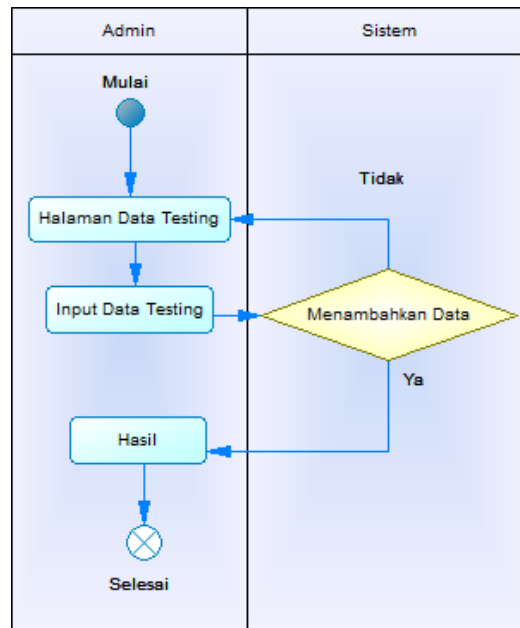 Admin
Sistem
Mulai
Tidak
Halaman Data Testing
Input Data Testing
Menambahkan Data
Ya
Hasil
Selesai